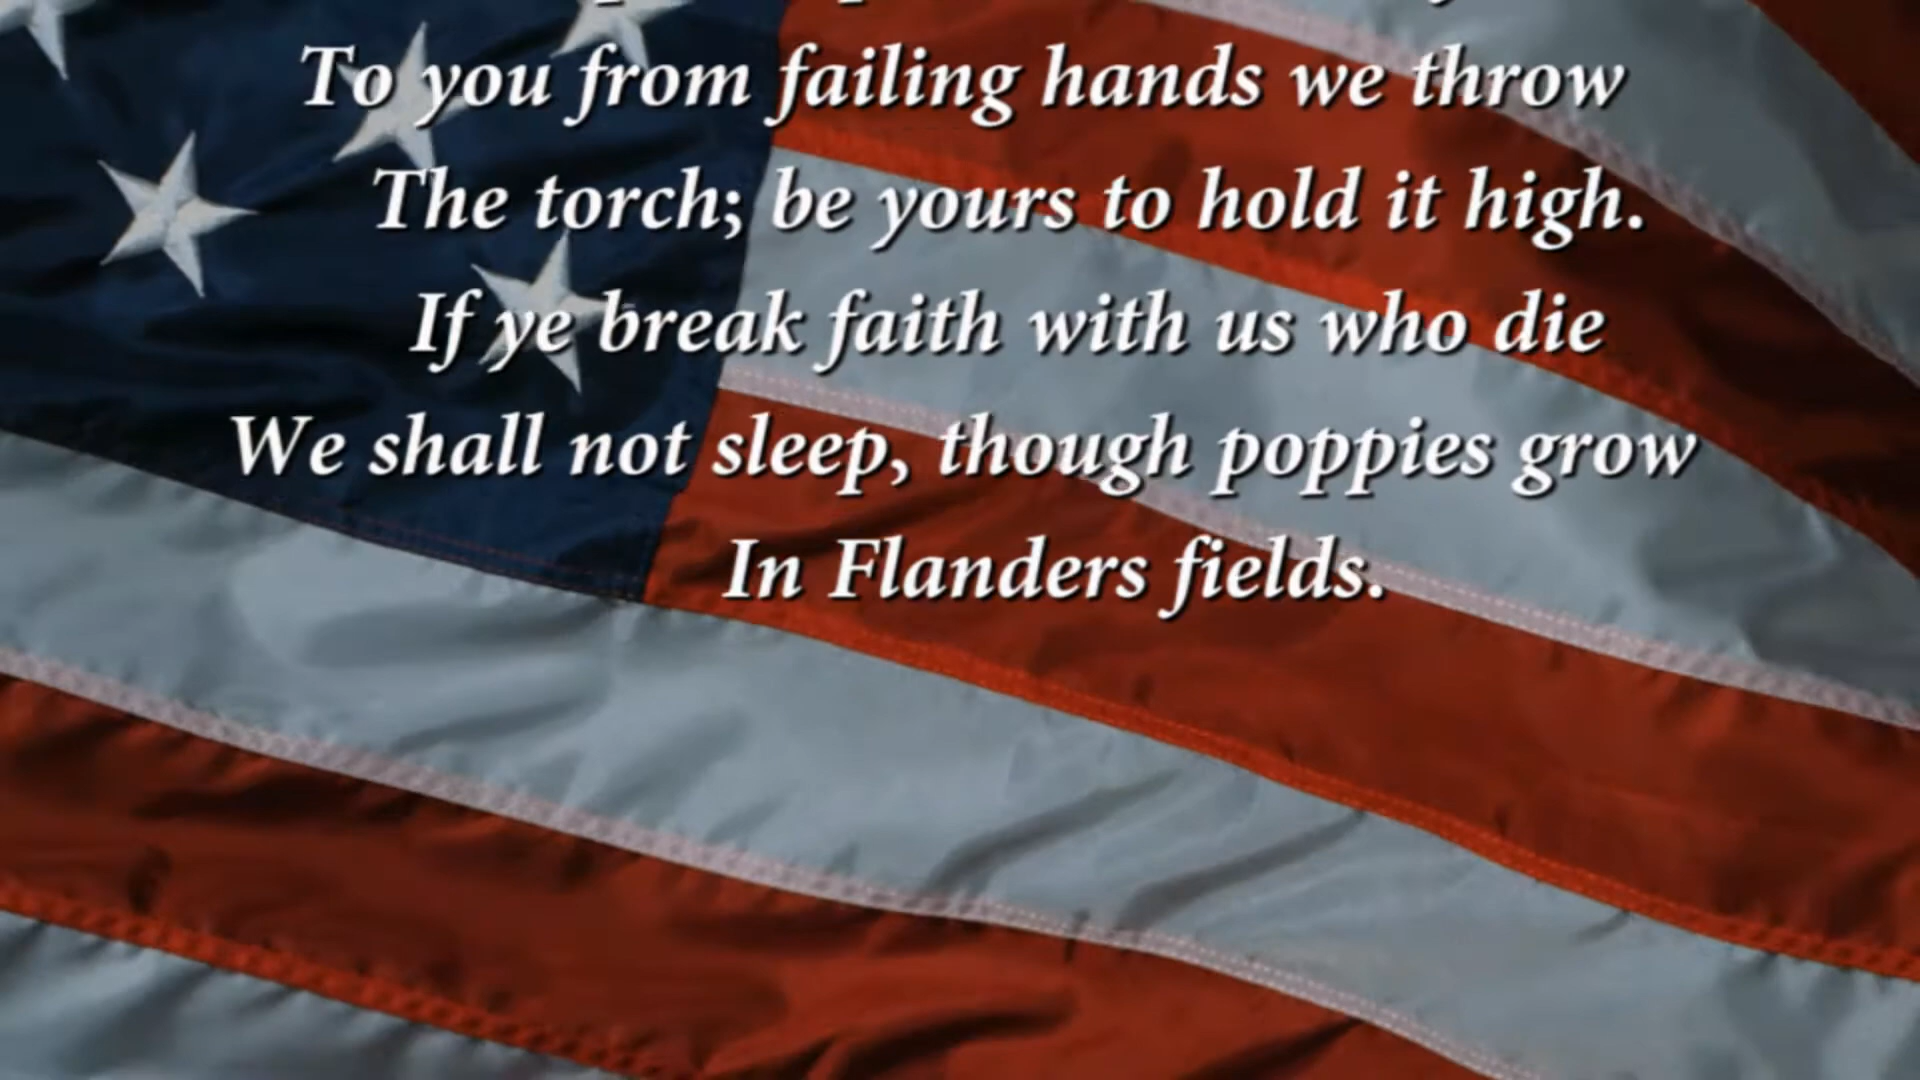 To you from failing hands we throw
The torch; be yours to hold it high.
If ye break faith with us who die
We shall not sleep, though poppies grow
In Flanders fields.